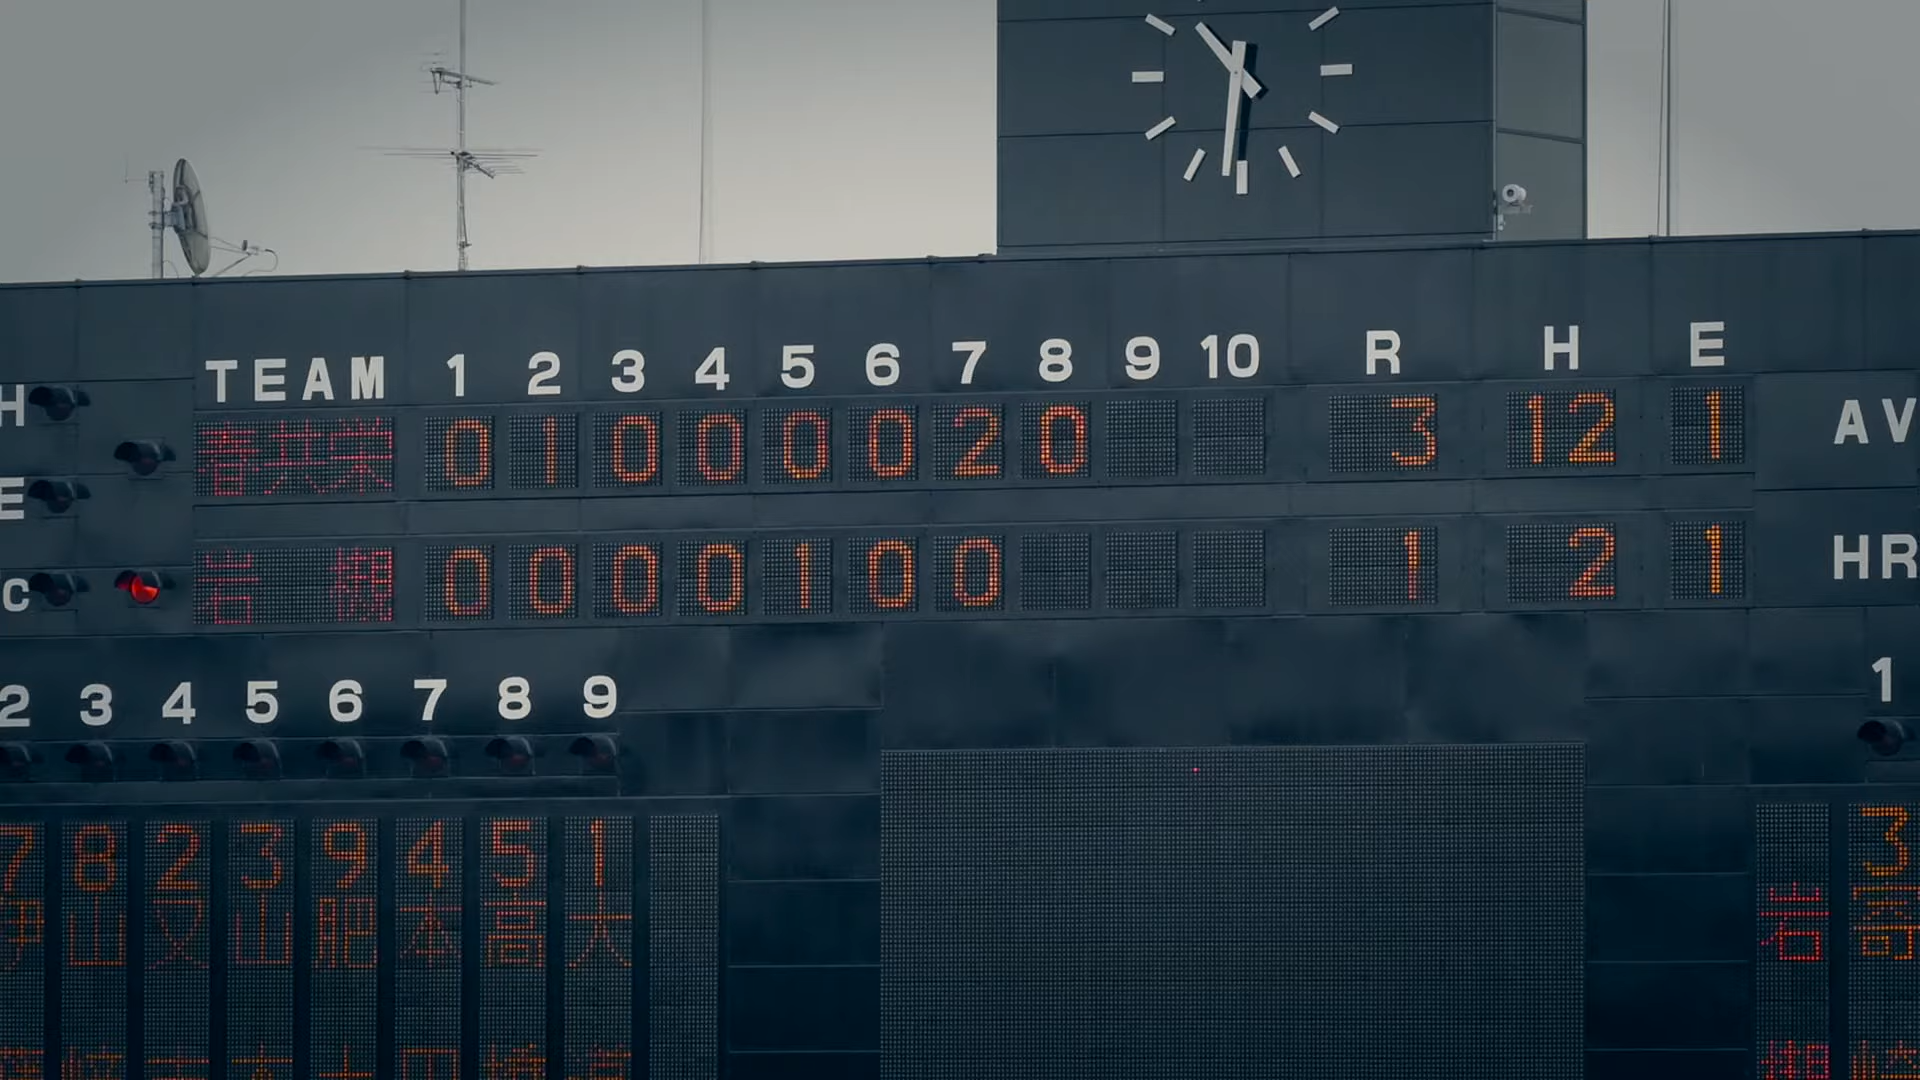 TEAM 1 2 3 4 5 6 7 8 9 10 R H E
H
春共栄 0 1 0 0 0 0 2 0 3 12 1 AV
E
岩槻 0 0 0 0 1 0 0 1 2 1 HR
C
2 3 4 5 6 7 8 9 1
7 8 2 3 9 4 5 1 3
伊 山 又 山 肥 本 高 大 岩